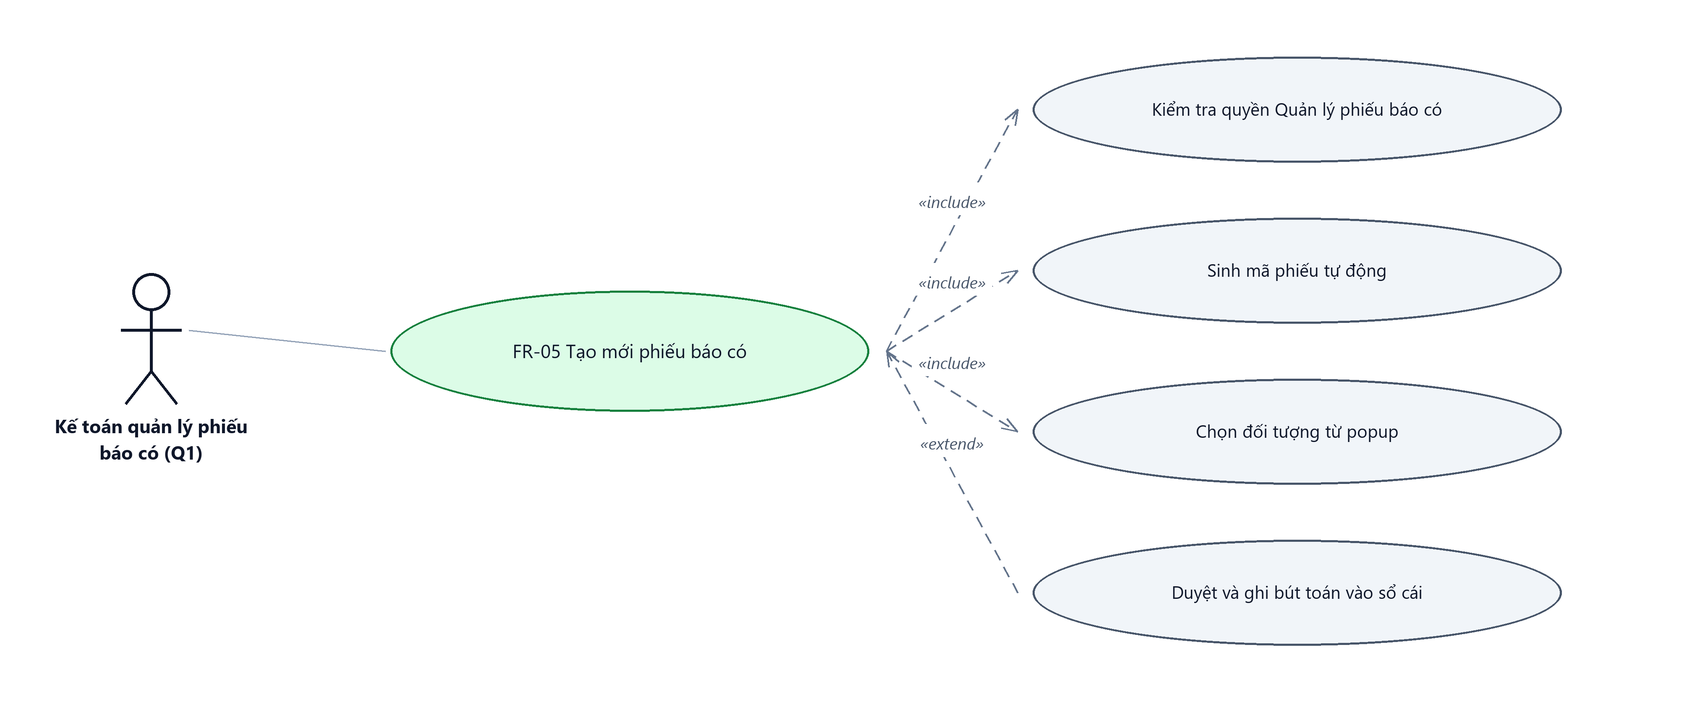 Kiểm tra quyền Quản lý phiếu báo có
«include»
Sinh mã phiếu tự động
«include»
FR-05 Tạo mới phiếu báo có
«include»
Kế toán quản lý phiếu
báo có (Q1)
Chọn đối tượng từ popup
«extend»
Duyệt và ghi bút toán vào sổ cái